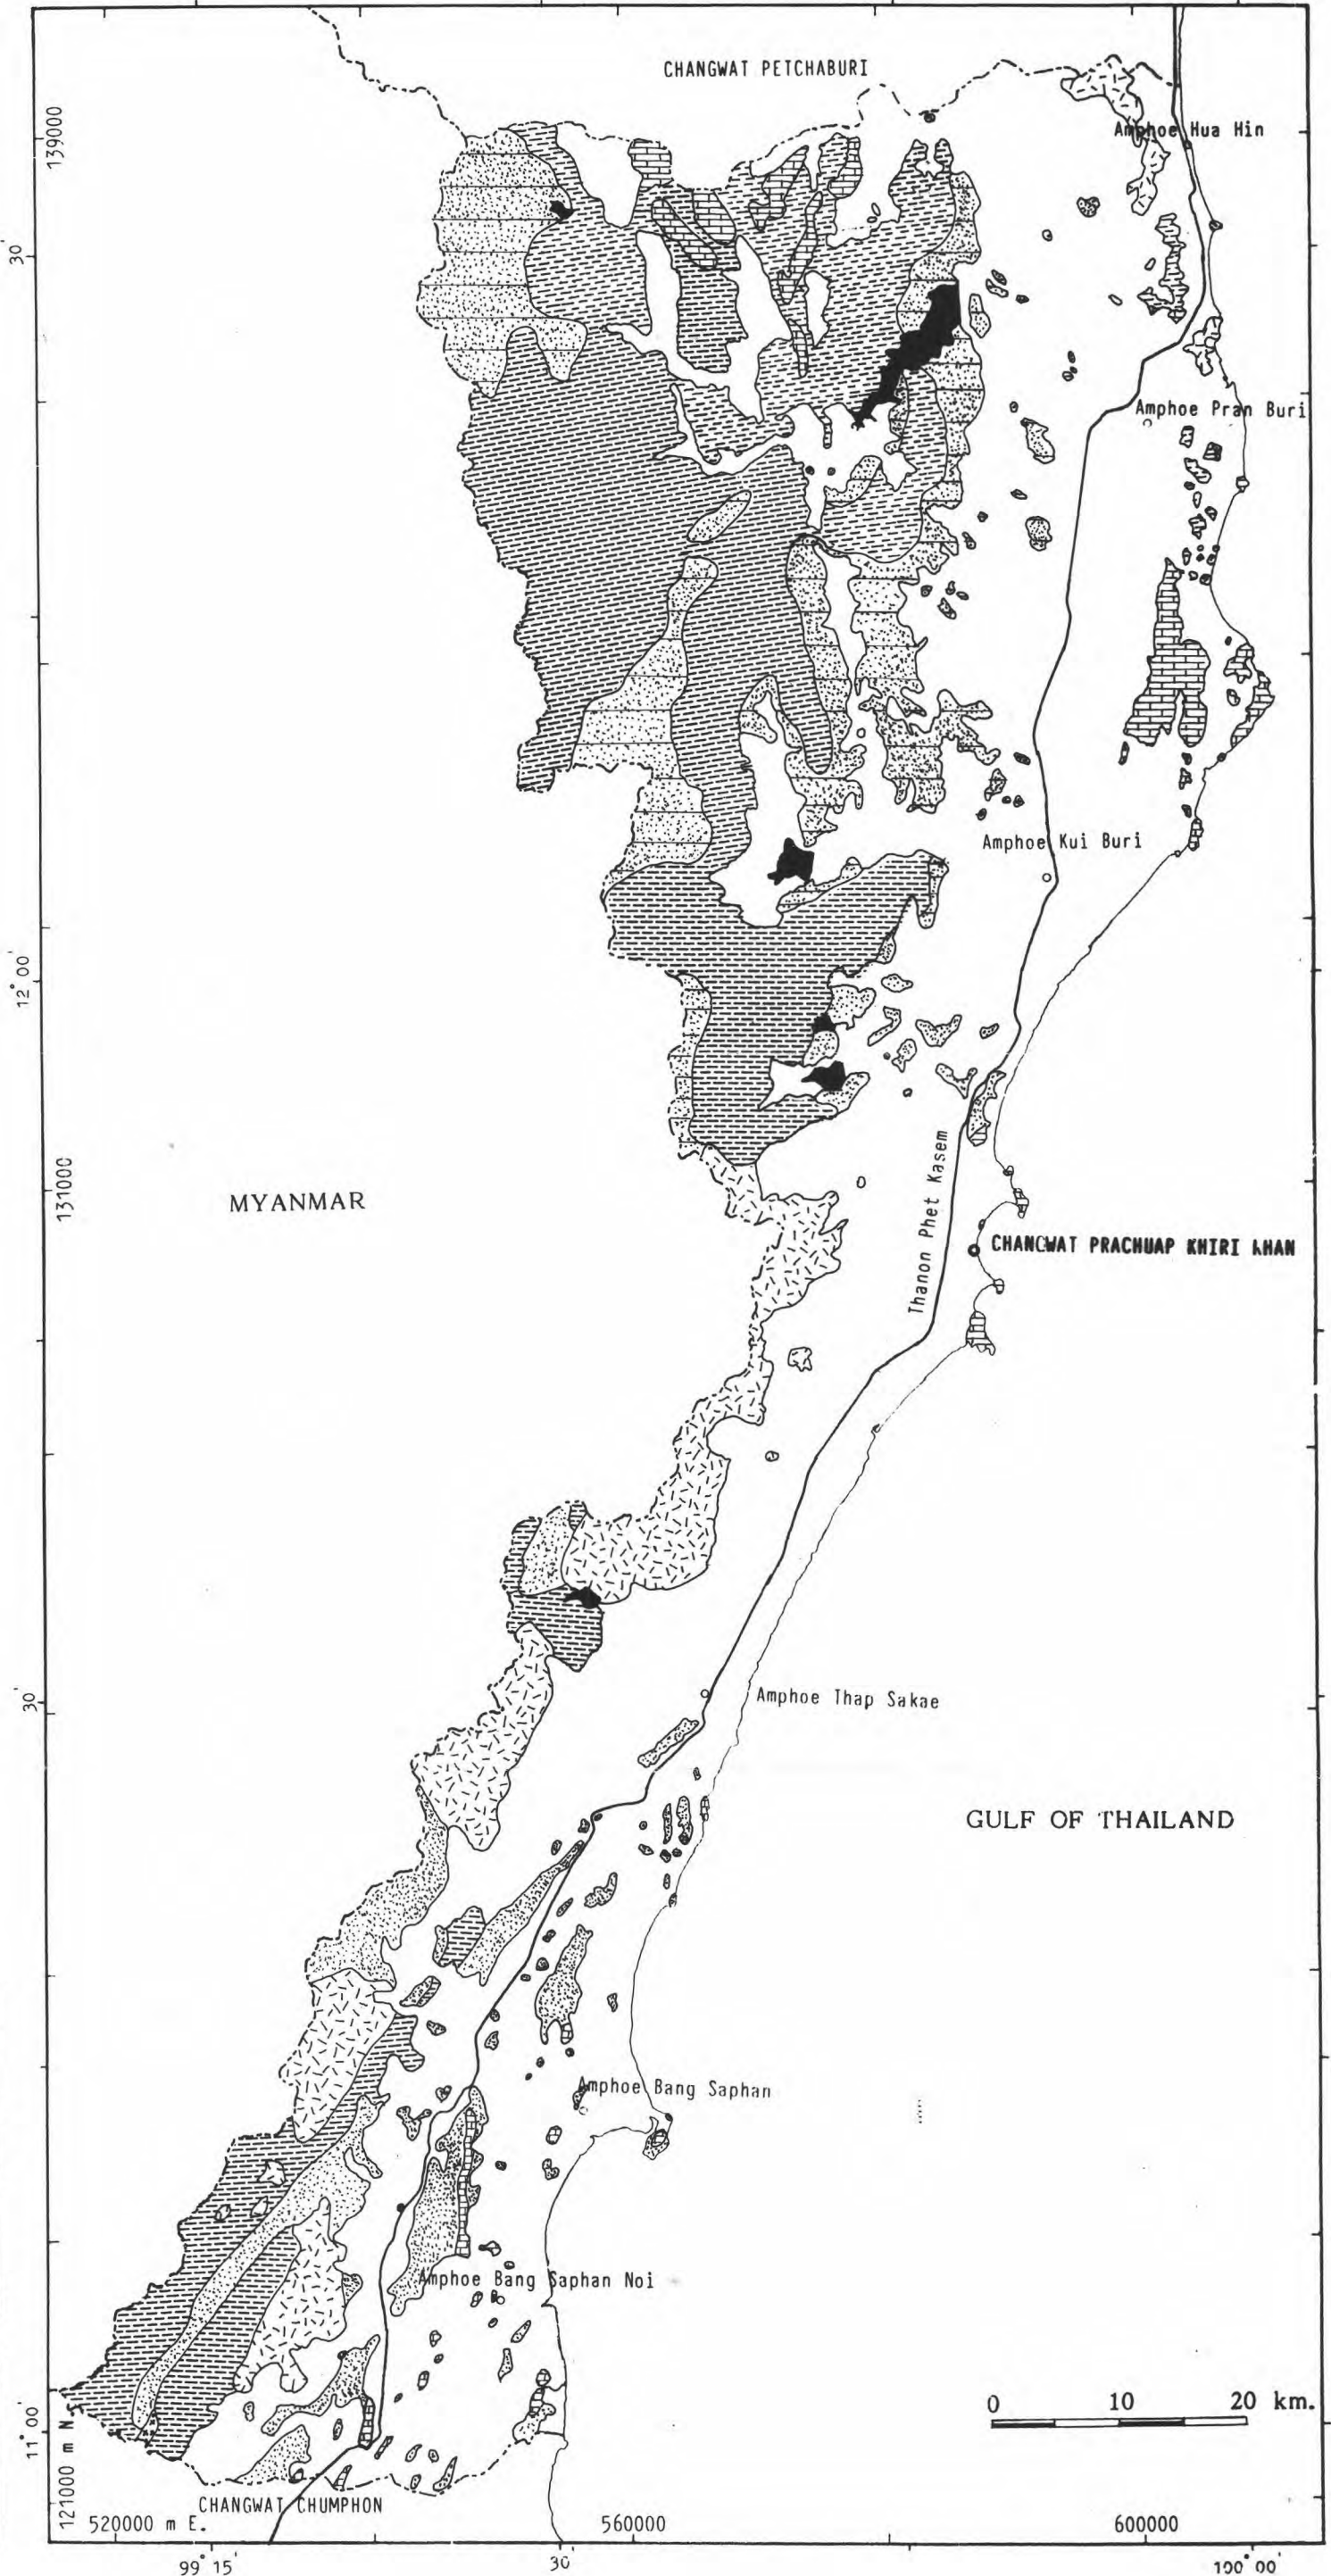 CHANGWAT PETCHABURI
139000
Amphoe Hua Hin
30'
Amphoe Pran Buri
Amphoe Kui Buri
12° 00'
131000
MYANMAR
Thanon Phet Kasem
CHANGWAT PRACHUAP KHIRI KHAN
30'
Amphoe Thap Sakae
GULF OF THAILAND
Amphoe Bang Saphan
Amphoe Bang Saphan Noi
0 10 20 km.
11° 00'
121000 m N.
CHANGWAT CHUMPHON
520000 m E.
560000
600000
99° 15'
30'
100° 00'